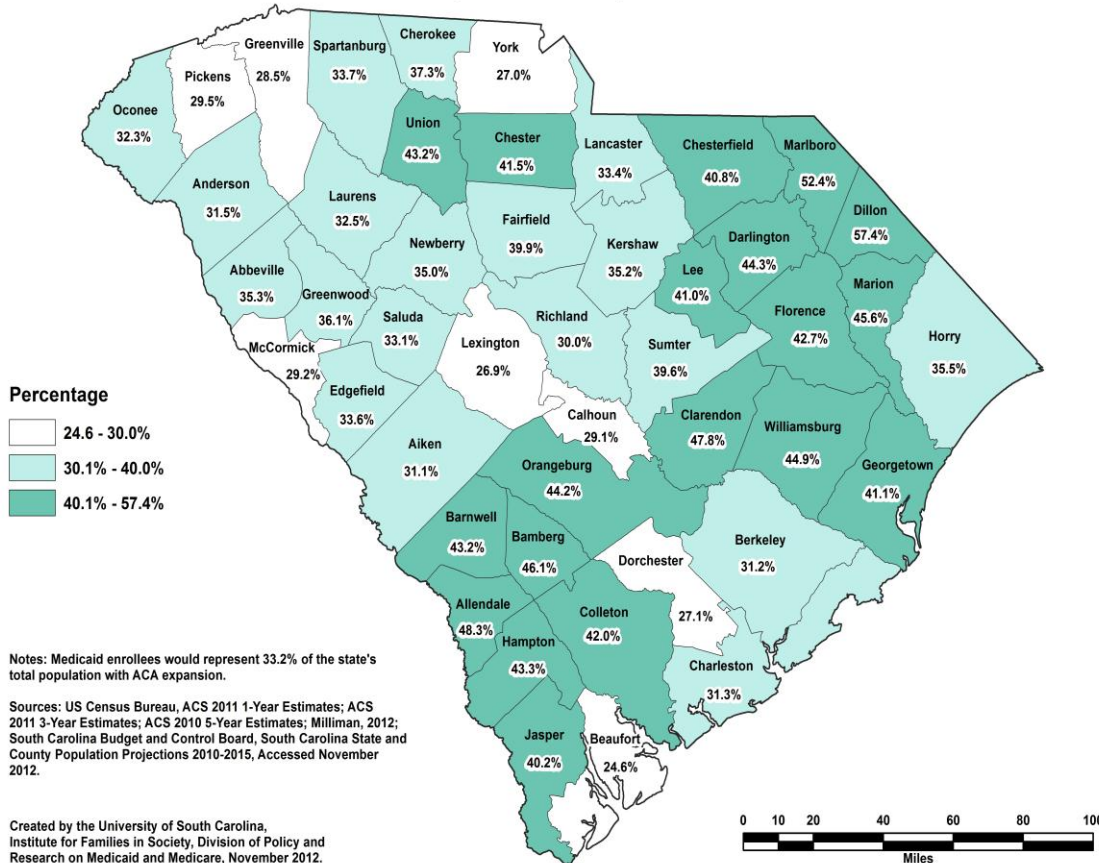 Cherokee
37.3%
York
27.0%
Greenville
28.5%
Spartanburg
33.7%
Pickens
29.5%
Oconee
32.3%
Union
43.2%
Chester
41.5%
Lancaster
33.4%
Chesterfield
40.8%
Marlboro
52.4%
Anderson
31.5%
Laurens
32.5%
Fairfield
39.9%
Kershaw
35.2%
Darlington
44.3%
Dillon
57.4%
Newberry
35.0%
Lee
41.0%
Abbeville
35.3%
Greenwood
36.1%
Saluda
33.1%
Lexington
26.9%
Richland
30.0%
Sumter
39.6%
Florence
42.7%
Marion
45.6%
Horry
35.5%
McCormick
29.2%
Edgefield
33.6%
Calhoun
29.1%
Clarendon
47.8%
Williamsburg
44.9%
Georgetown
41.1%
Aiken
31.1%
Orangeburg
44.2%
Barnwell
43.2%
Bamberg
46.1%
Dorchester
27.1%
Berkeley
31.2%
Allendale
48.3%
Hampton
43.3%
Colleton
42.0%
Charleston
31.3%
Jasper
40.2%
Beaufort
24.6%
Percentage
24.6 - 30.0%
30.1% - 40.0%
40.1% - 57.4%
Notes: Medicaid enrollees would represent 33.2% of the state's
total population with ACA expansion.
Sources: US Census Bureau, ACS 2011 1-Year Estimates; ACS
2011 3-Year Estimates; ACS 2010 5-Year Estimates; Milliman, 2012;
South Carolina Budget and Control Board, South Carolina State and
County Population Projections 2010-2015, Accessed November
2012.
Created by the University of South Carolina,
Institute for Families in Society, Division of Policy and
Research on Medicaid and Medicare, November 2012.
0 10 20 40 60 80 100
Miles